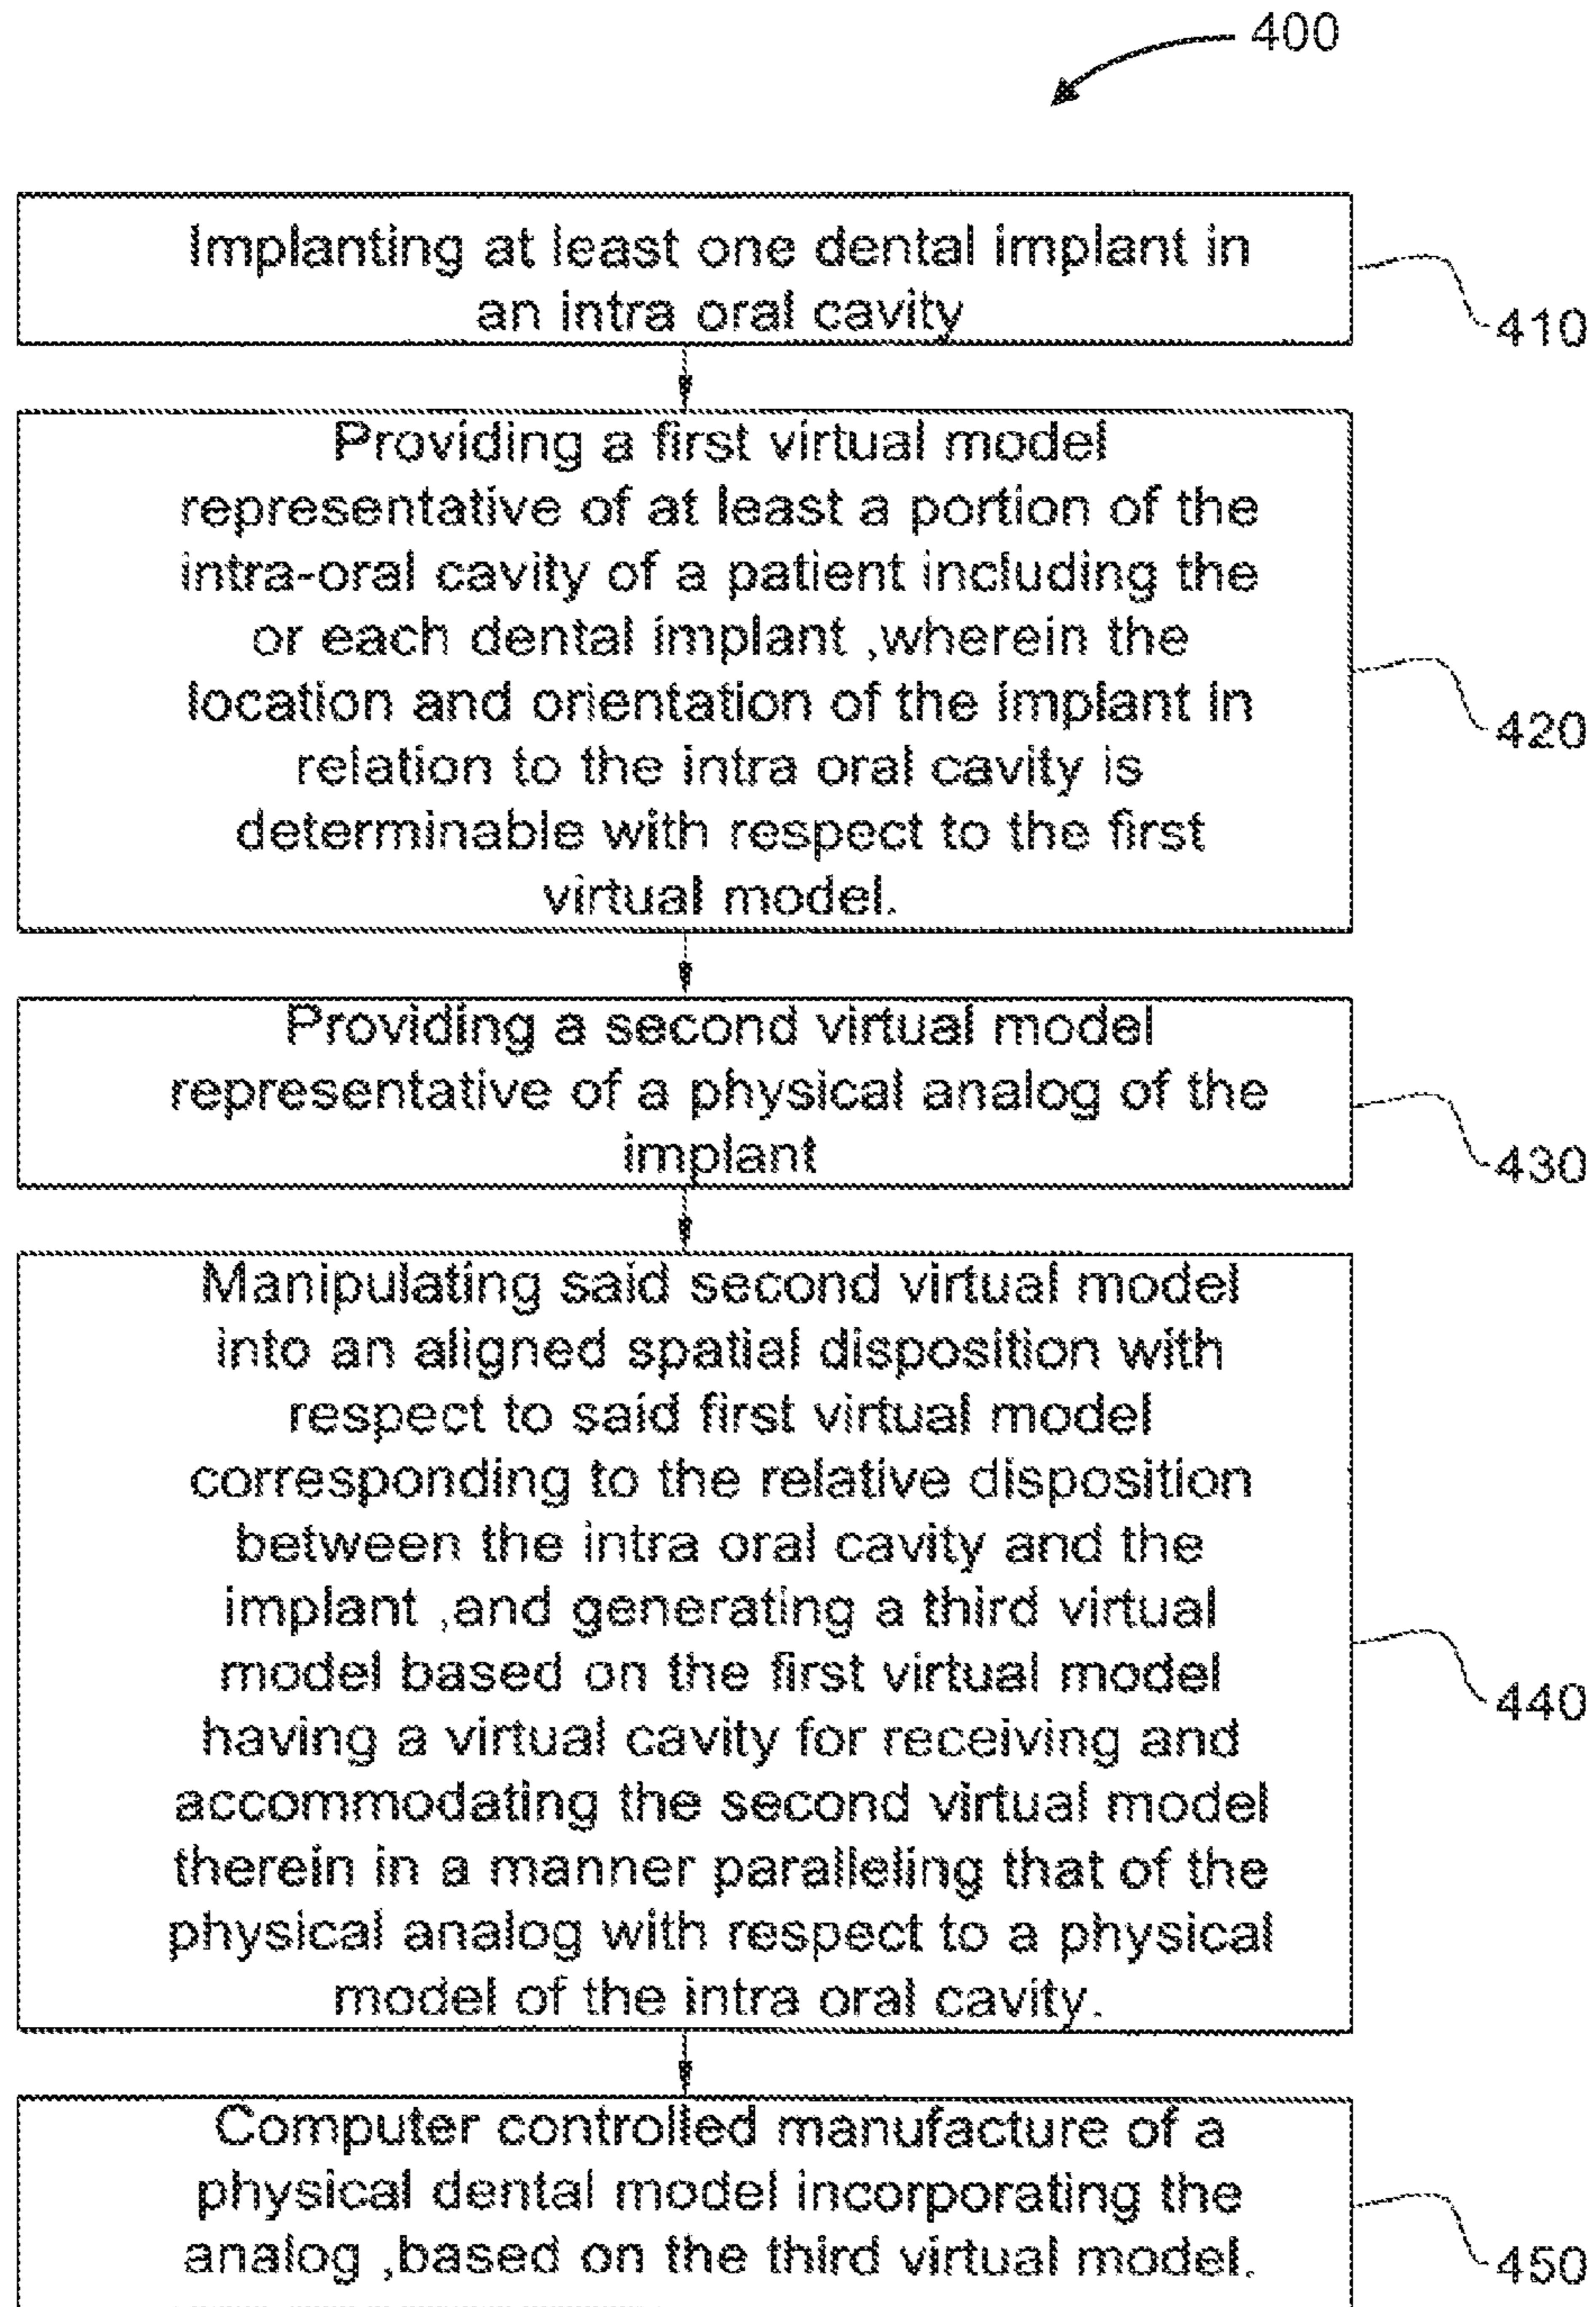 400
Implanting at least one dental implant in
an intra oral cavity
410
Providing a first virtual model
representative of at least a portion of the
intra-oral cavity of a patient including the
or each dental implant ,wherein the
location and orientation of the implant in
relation to the intra oral cavity is
determinable with respect to the first
virtual model.
420
Providing a second virtual model
representative of a physical analog of the
implant
430
Manipulating said second virtual model
into an aligned spatial disposition with
respect to said first virtual model
corresponding to the relative disposition
between the intra oral cavity and the
implant ,and generating a third virtual
model based on the first virtual model
having a virtual cavity for receiving and
accommodating the second virtual model
therein in a manner paralleling that of the
physical analog with respect to a physical
model of the intra oral cavity.
440
Computer controlled manufacture of a
physical dental model incorporating the
analog ,based on the third virtual model.
450